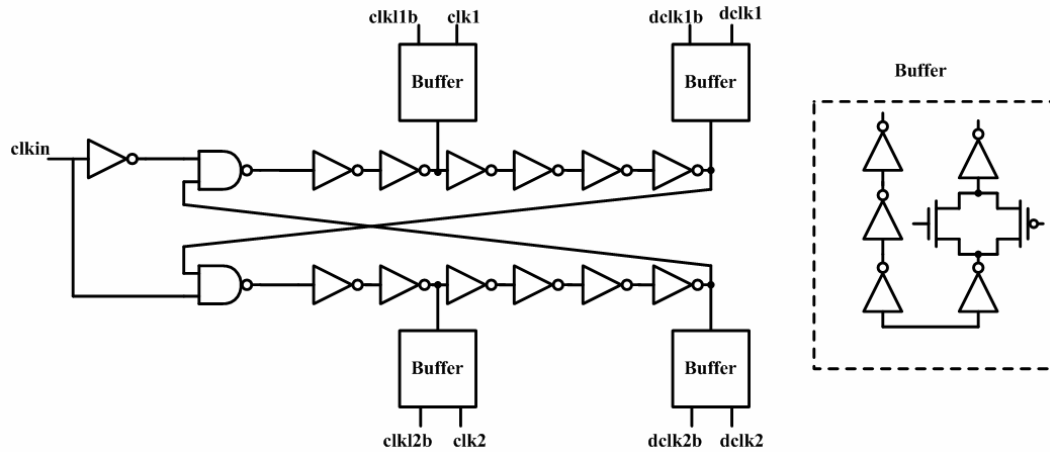 clkl1b clk1
dclk1b dclk1
Buffer
Buffer
Buffer
clkin
Buffer
Buffer
clkl2b clk2
dclk2b dclk2